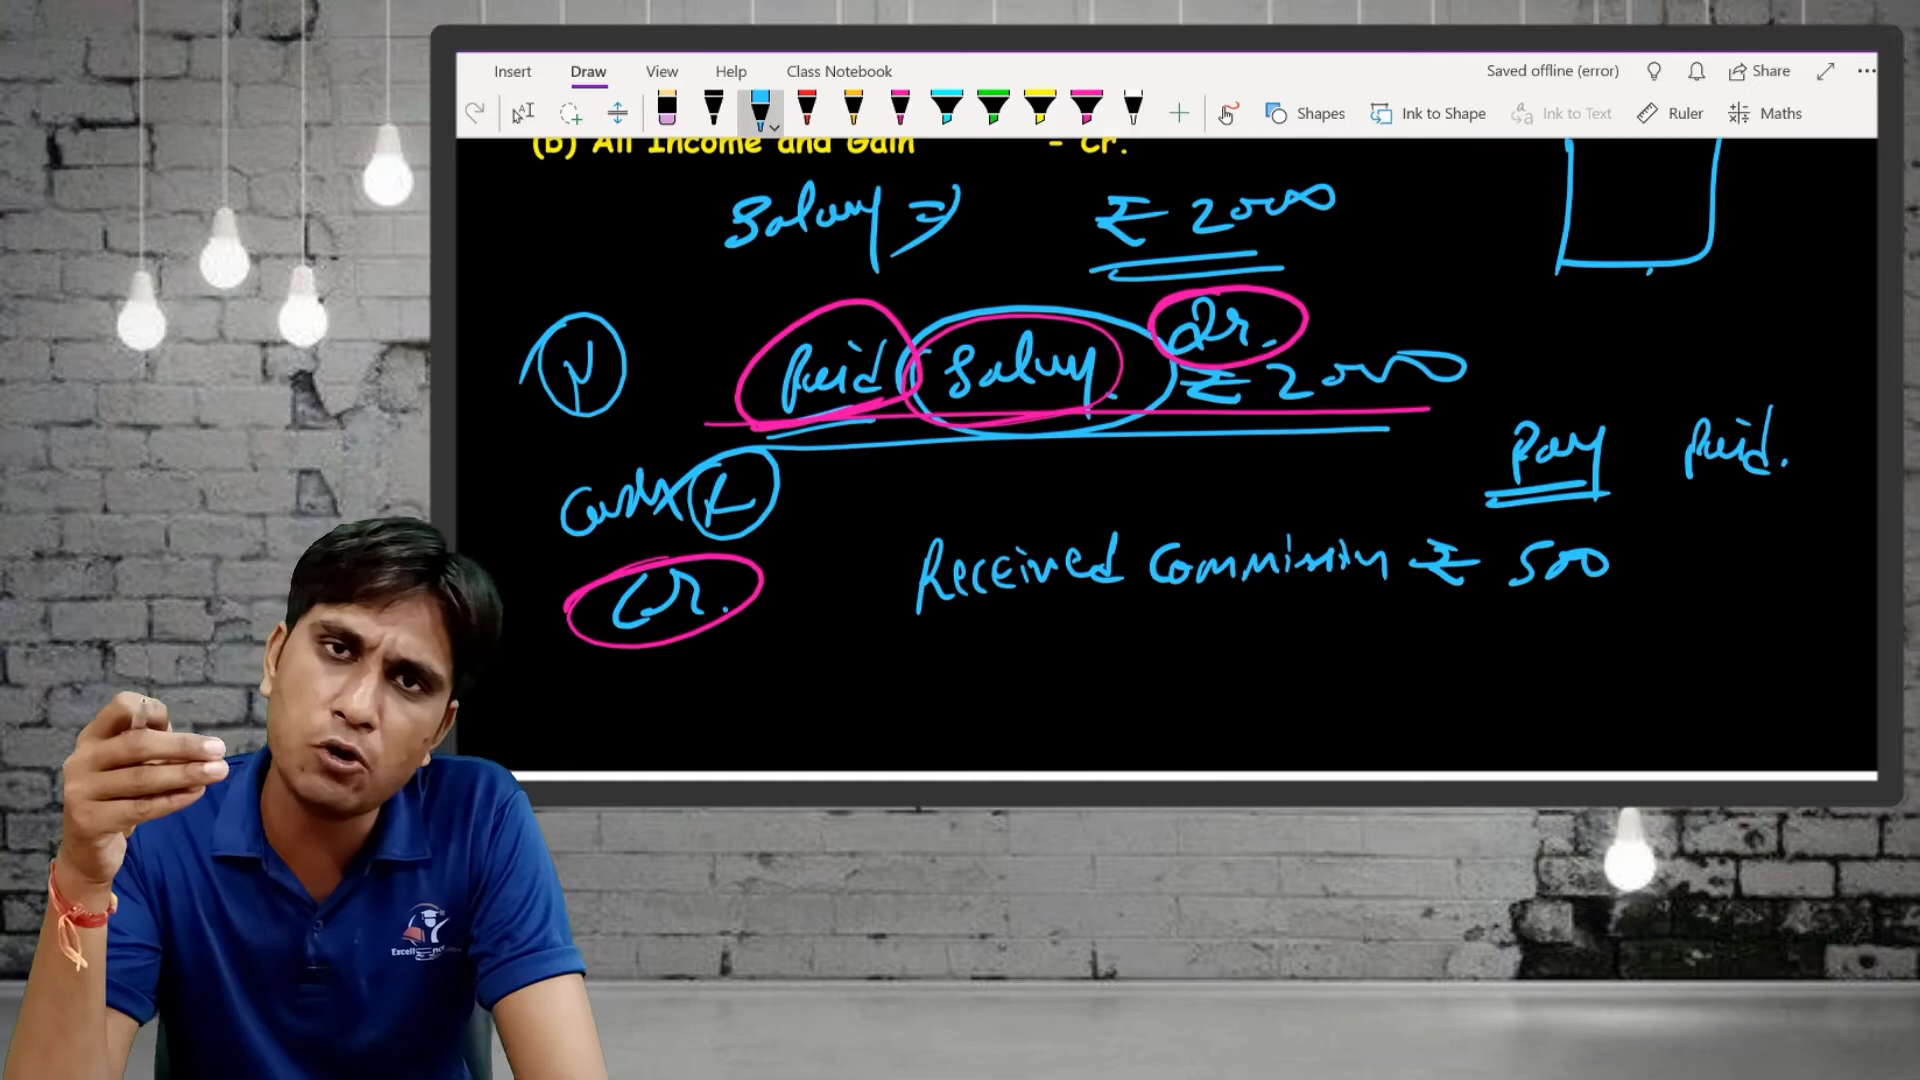 Insert Draw View Help Class Notebook Saved offline (error) Share
Shapes Ink to Shape Ink to Text Ruler Maths
(b) All Income and Gain - Cr.
Salary ⇒ ₹ 2000
Dr.
N Paid Salary. ₹ 2000
Pay Paid.
Cash
Received Commission ₹ 500
Cr.